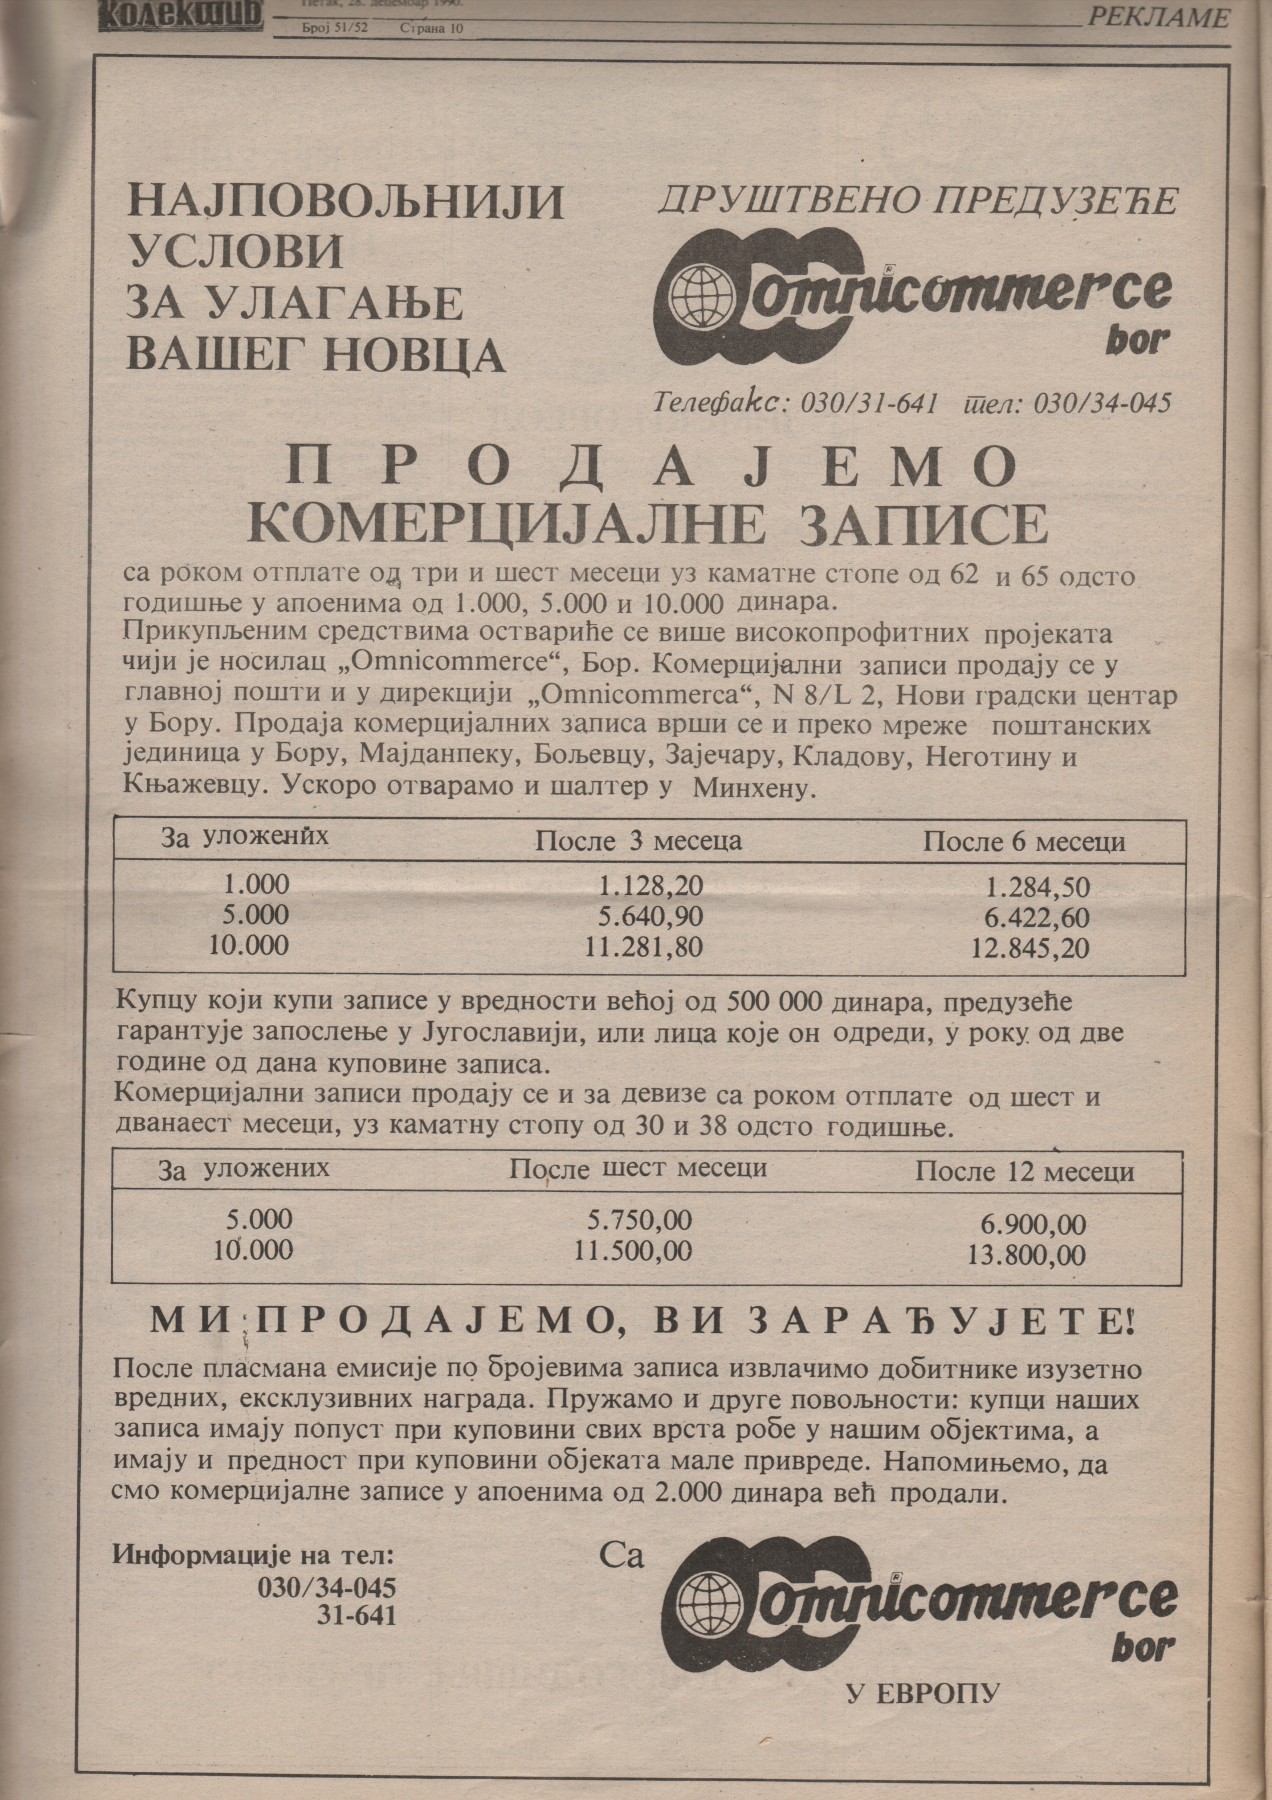 Колектив
Петак, 28. децембар 1990.
Број 51/52 Страна 10
РЕКЛАМЕ
НАЈПОВОЉНИЈИ
УСЛОВИ
ЗА УЛАГАЊЕ
ВАШЕГ НОВЦА
ДРУШТВЕНО ПРЕДУЗЕЋЕ
Omnicommerce ®
bor
Телефакс: 030/31-641 тел: 030/34-045
ПРОДАЈЕМО
КОМЕРЦИЈАЛНЕ ЗАПИСЕ
са роком отплате од три и шест месеци уз каматне стопе од 62 и 65 одсто
годишње у апоенима од 1.000, 5.000 и 10.000 динара.
Прикупљеним средствима оствариће се више високопрофитних пројеката
чији је носилац „Omnicommerce“, Бор. Комерцијални записи продају се у
главној пошти и у дирекцији „Omnicommerca“, N 8/L 2, Нови градски центар
у Бору. Продаја комерцијалних записа врши се и преко мреже поштанских
јединица у Бору, Мајданпеку, Бољевцу, Зајечару, Кладову, Неготину и
Књажевцу. Ускоро отварамо и шалтер у Минхену.
За уложених После 3 месеца После 6 месеци
1.000 1.128,20 1.284,50
5.000 5.640,90 6.422,60
10.000 11.281,80 12.845,20
Купцу који купи записе у вредности већој од 500 000 динара, предузеће
гарантује запослење у Југославији, или лица које он одреди, у року од две
године од дана куповине записа.
Комерцијални записи продају се и за девизе са роком отплате од шест и
дванаест месеци, уз каматну стопу од 30 и 38 одсто годишње.
За уложених После шест месеци После 12 месеци
5.000 5.750,00 6.900,00
10.000 11.500,00 13.800,00
МИ ПРОДАЈЕМО, ВИ ЗАРАЂУЈЕТЕ!
После пласмана емисије по бројевима записа извлачимо добитнике изузетно
вредних, ексклузивних награда. Пружамо и друге повољности: купци наших
записа имају попуст при куповини свих врста робе у нашим објектима, а
имају и предност при куповини објеката мале привреде. Напомињемо, да
смо комерцијалне записе у апоенима од 2.000 динара већ продали.
Информације на тел:
030/34-045
31-641
Са
Omnicommerce ®
bor
У ЕВРОПУ